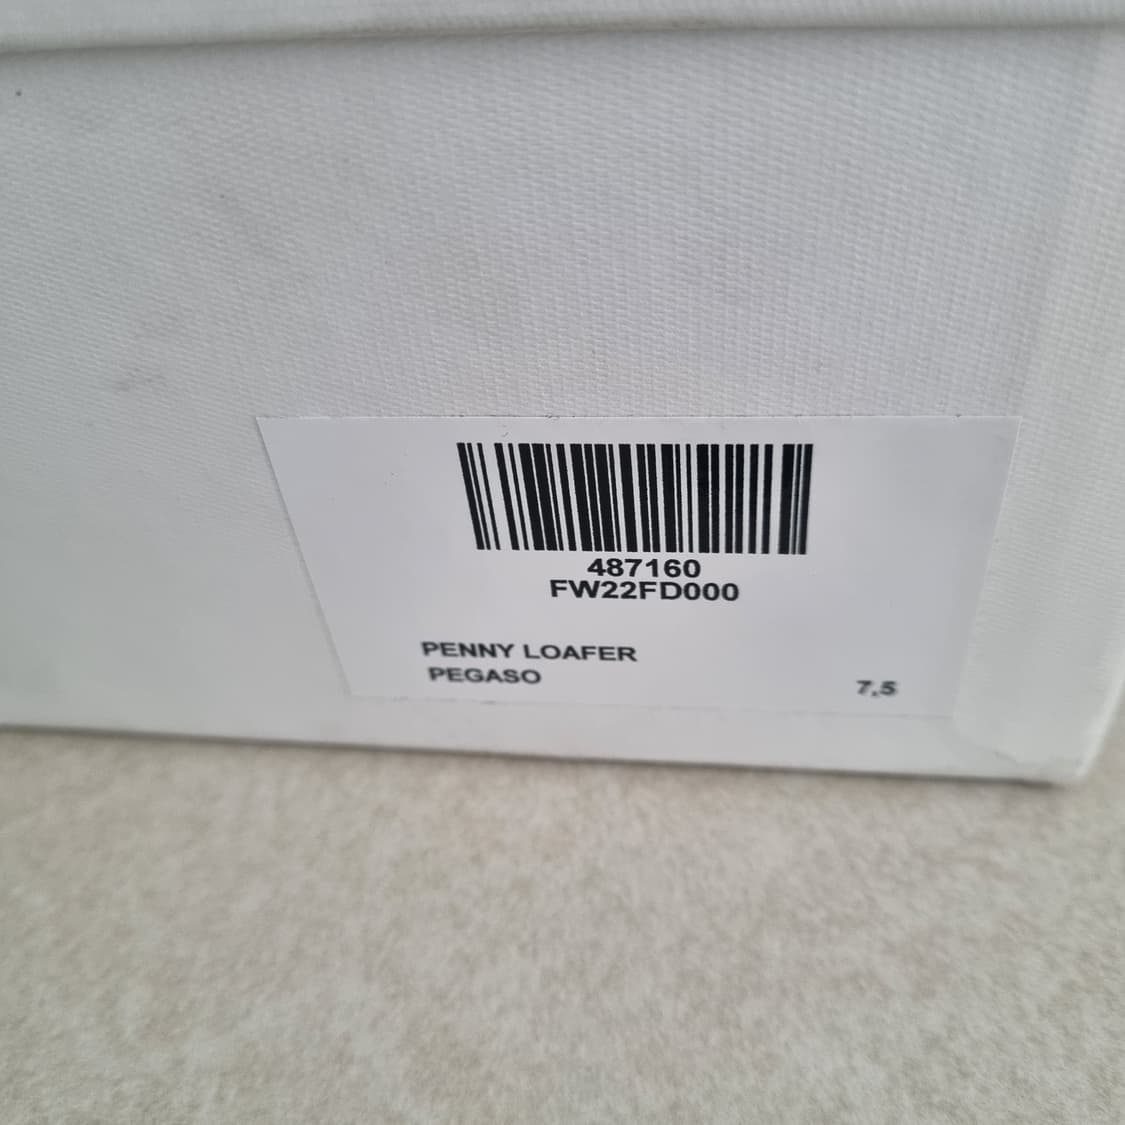 487160
FW22FD000
PENNY LOAFER
PEGASO
7,5